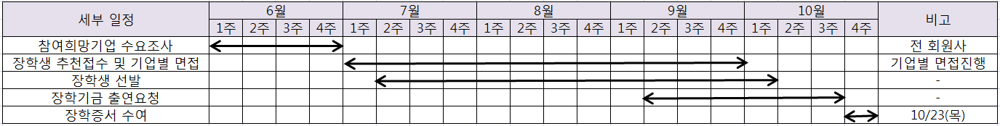 세부 일정 6월 7월 8월 9월 10월 비고
1주 2주 3주 4주 1주 2주 3주 4주 1주 2주 3주 4주 1주 2주 3주 4주 1주 2주 3주 4주
참여희망기업 수요조사 전 회원사
장학생 추천접수 및 기업별 면접 기업별 면접진행
장학생 선발 -
장학기금 출연요청 -
장학증서 수여 10/23(목)